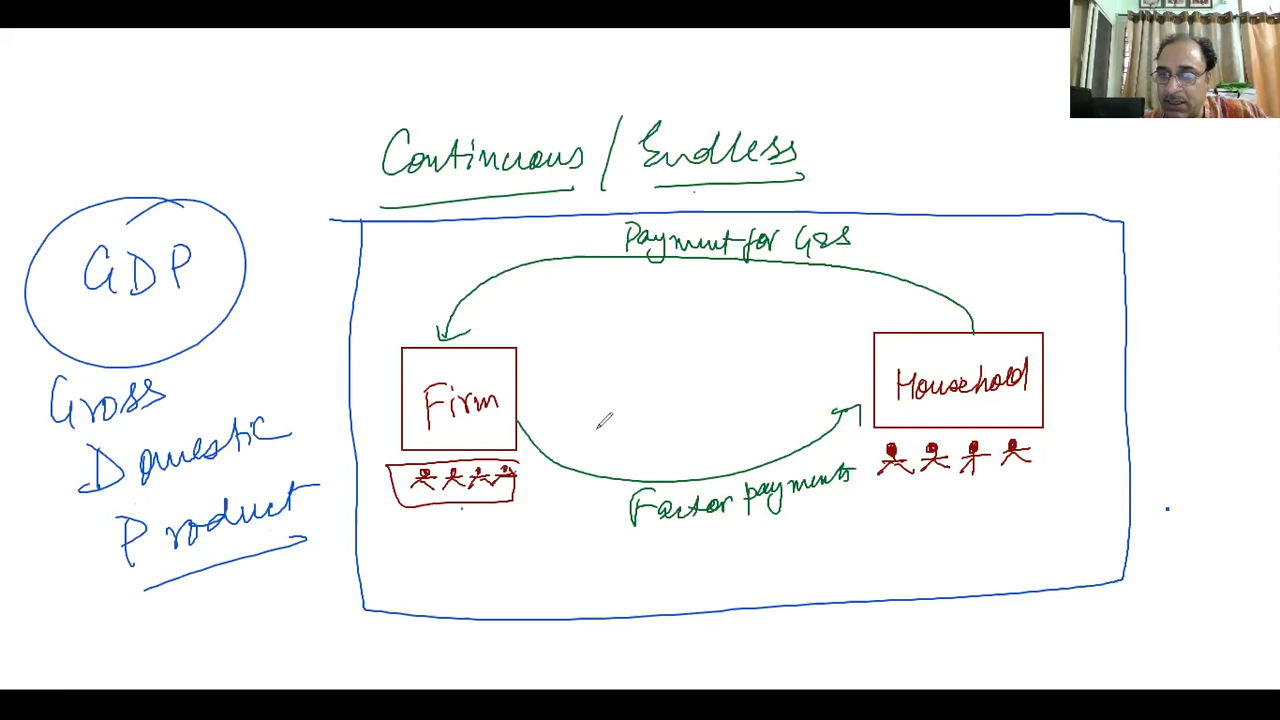 Continuous / Endless
GDP
Gross
Domestic
Product
Payment for G&S
Firm
Household
Factor payments